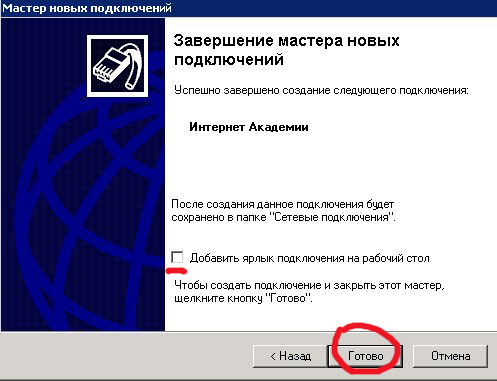 Мастер новых подключений
Завершение мастера новых
подключений
Успешно завершено создание следующего подключения:
Интернет Академии
После создания данное подключения будет
сохранено в папке "Сетевые подключения".
Добавить ярлык подключения на рабочий стол
Чтобы создать подключение и закрыть этот мастер,
щелкните кнопку "Готово".
< Назад
Готово
Отмена